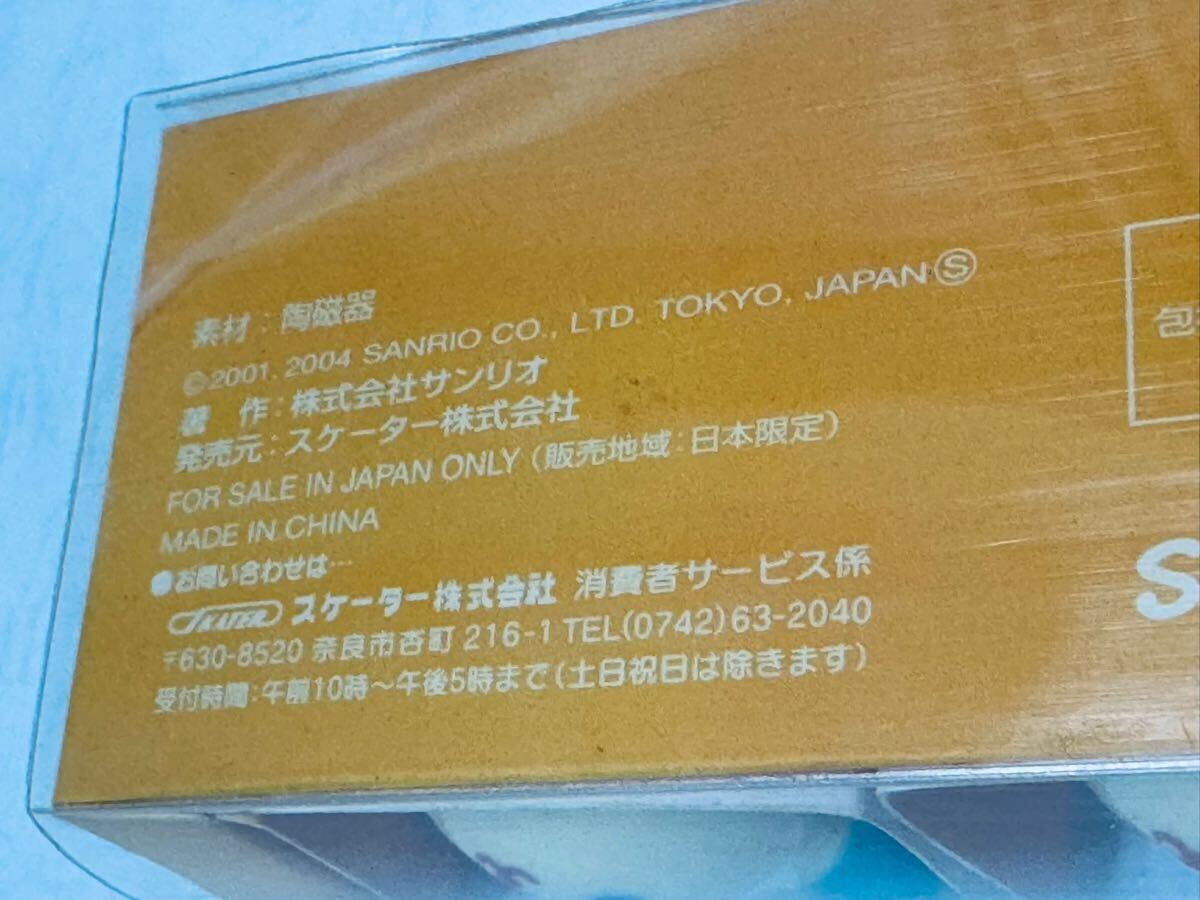 素材：陶磁器
©2001, 2004 SANRIO CO., LTD. TOKYO, JAPAN Ⓢ
著　作：株式会社サンリオ
発売元：スケーター株式会社
FOR SALE IN JAPAN ONLY（販売地域：日本限定）
MADE IN CHINA
●お問い合わせは…
SKATER スケーター株式会社 消費者サービス係
〒630-8520 奈良市杏町 216-1 TEL(0742)63-2040
受付時間：午前10時～午後5時まで（土日祝日は除きます）
包
S